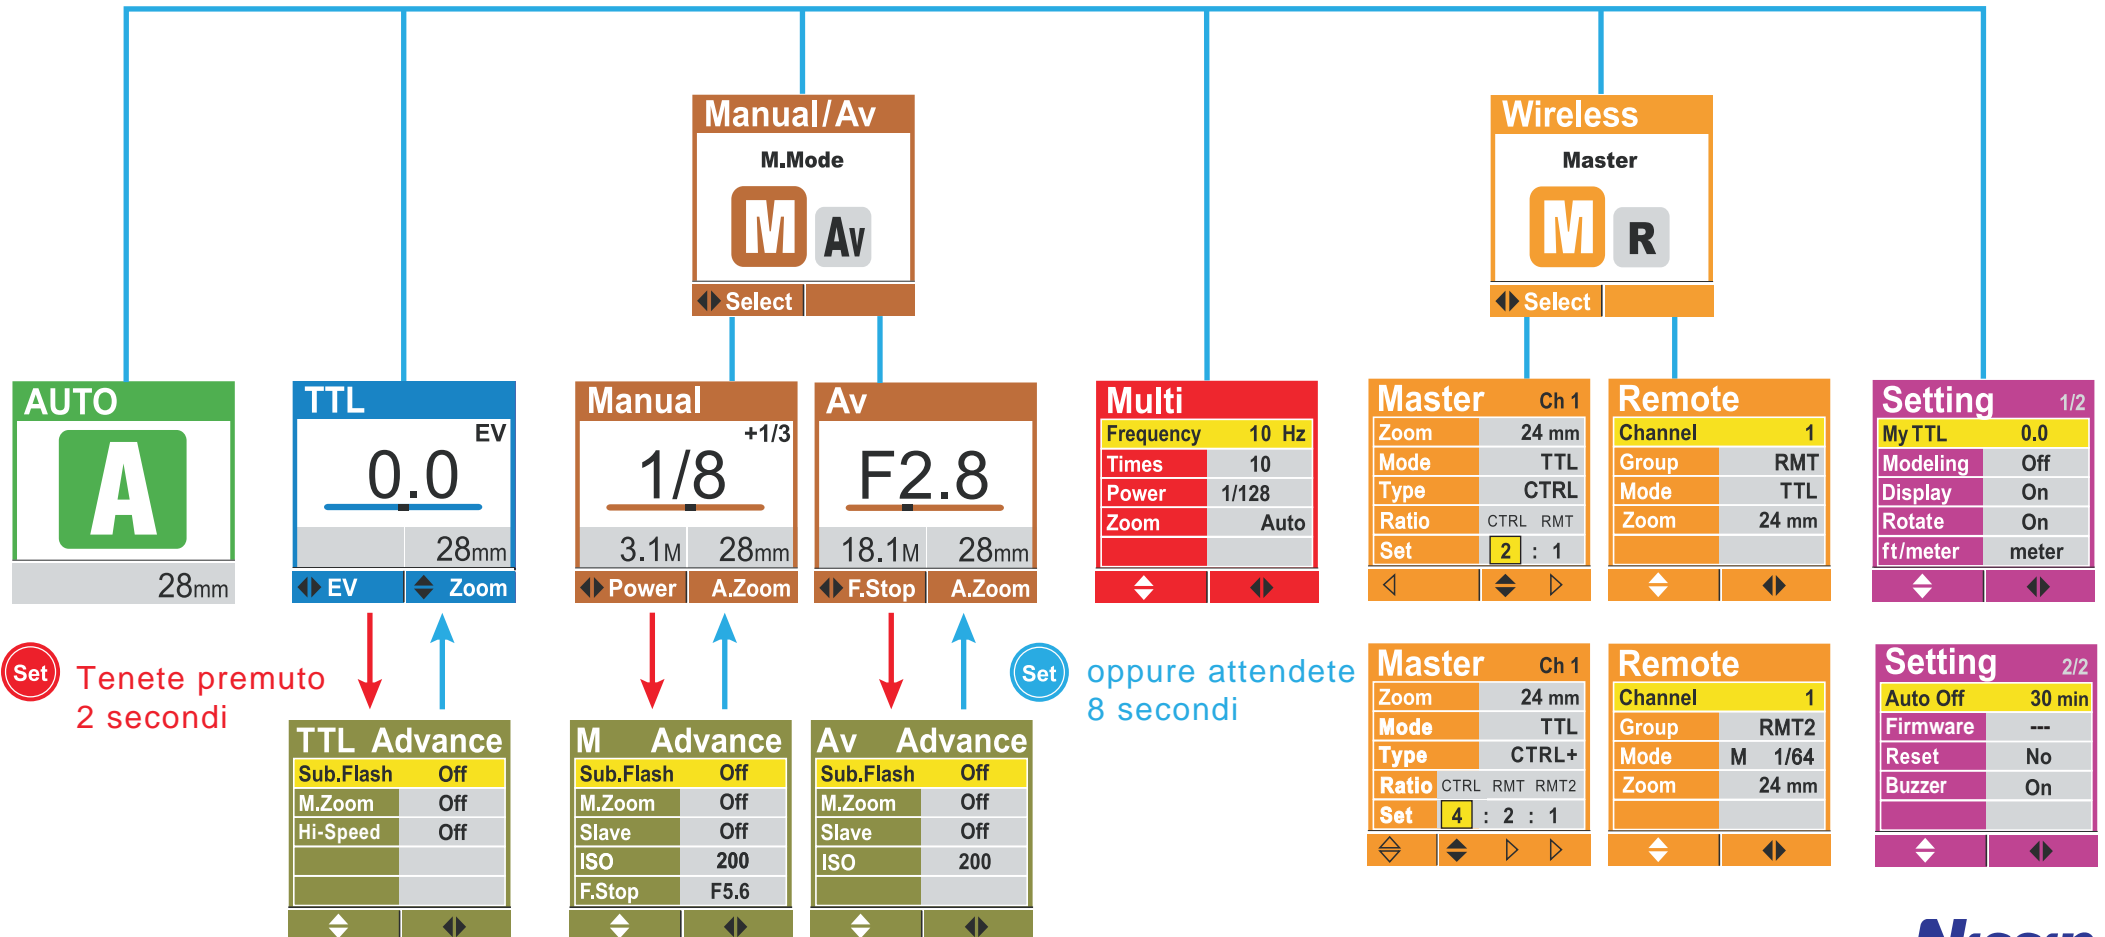 Manual/Av
M.Mode
M Av
Select
Wireless
Master
M R
Select
AUTO
A
28mm
TTL
EV
0.0
28mm
EV Zoom
Manual
+1/3
1/8
3.1M 28mm
Power A.Zoom
Av
F2.8
18.1M 28mm
F.Stop A.Zoom
Multi
Frequency 10 Hz
Times 10
Power 1/128
Zoom Auto
Master Ch 1
Zoom 24 mm
Mode TTL
Type CTRL
Ratio CTRL RMT
Set 2 : 1
Remote
Channel 1
Group RMT
Mode TTL
Zoom 24 mm
Setting 1/2
My TTL 0.0
Modeling Off
Display On
Rotate On
ft/meter meter
Set
Tenete premuto
2 secondi
Set
oppure attendete
8 secondi
TTL Advance
Sub.Flash Off
M.Zoom Off
Hi-Speed Off
M Advance
Sub.Flash Off
M.Zoom Off
Slave Off
ISO 200
F.Stop F5.6
Av Advance
Sub.Flash Off
M.Zoom Off
Slave Off
ISO 200
Master Ch 1
Zoom 24 mm
Mode TTL
Type CTRL+
Ratio CTRL RMT RMT2
Set 4 : 2 : 1
Remote
Channel 1
Group RMT2
Mode M 1/64
Zoom 24 mm
Setting 2/2
Auto Off 30 min
Firmware ---
Reset No
Buzzer On